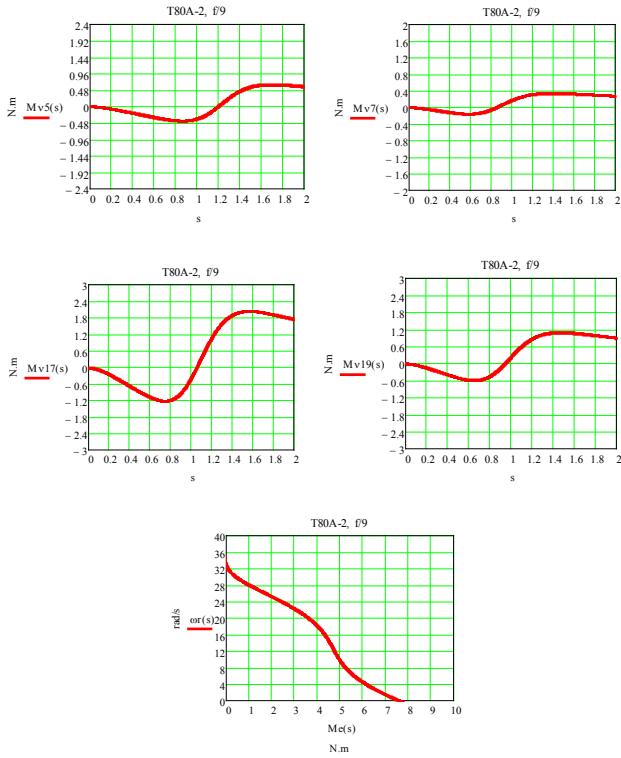 T80A-2, f/9
2.4
1.92
1.44
0.96
0.48
0
− 0.48
− 0.96
− 1.44
− 1.92
− 2.4
N.m
Mv5(s)
0 0.2 0.4 0.6 0.8 1 1.2 1.4 1.6 1.8 2
s
T80A-2, f/9
2
1.6
1.2
0.8
0.4
0
− 0.4
− 0.8
− 1.2
− 1.6
− 2
N.m
Mv7(s)
0 0.2 0.4 0.6 0.8 1 1.2 1.4 1.6 1.8 2
s
T80A-2, f/9
3
2.4
1.8
1.2
0.6
0
− 0.6
− 1.2
− 1.8
− 2.4
− 3
N.m
Mv17(s)
0 0.2 0.4 0.6 0.8 1 1.2 1.4 1.6 1.8 2
s
T80A-2, f/9
3
2.4
1.8
1.2
0.6
0
− 0.6
− 1.2
− 1.8
− 2.4
− 3
N.m
Mv19(s)
0 0.2 0.4 0.6 0.8 1 1.2 1.4 1.6 1.8 2
s
T80A-2, f/9
40
36
32
28
24
20
16
12
8
4
0
rad/s
ωr(s)
0 1 2 3 4 5 6 7 8 9 10
Me(s)
N.m